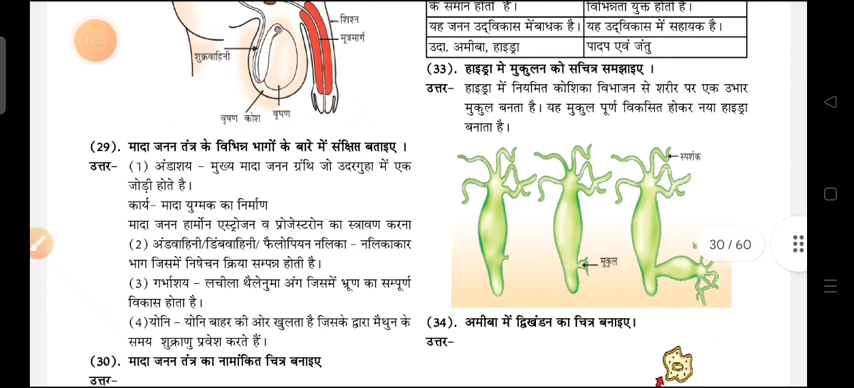 45:03
शिश्न
मूत्रमार्ग
शुक्रवाहिनी
वृषण कोश
वृषण
(29). मादा जनन तंत्र के विभिन्न भागों के बारे में संक्षिप्त बताइए ।
उत्तर- (1) अंडाशय - मुख्य मादा जनन ग्रंथि जो उदरगुहा में एक
जोड़ी होते है।
कार्य- मादा युग्मक का निर्माण
मादा जनन हार्मोन एस्ट्रोजन व प्रोजेस्टरोन का स्त्रावण करना
(2) अंडवाहिनी/डिंबवाहिनी/ फैलोपियन नलिका - नलिकाकार
भाग जिसमें निषेचन क्रिया सम्पन्न होती है।
(3) गर्भाशय - लचीला थैलेनुमा अंग जिसमें भ्रूण का सम्पूर्ण
विकास होता है।
(4)योनि - योनि बाहर की ओर खुलता है जिसके द्वारा मैथुन के
समय शुक्राणु प्रवेश करते हैं।
(30). मादा जनन तंत्र का नामांकित चित्र बनाइए
उत्तर-
के समान होती है।
विभिन्नता युक्त होती है।
यह जनन उद्विकास मेंबाधक है।
यह उद्विकास में सहायक है।
उदा. अमीबा, हाइड्रा
पादप एवं जंतु
(33). हाइड्रा मे मुकुलन को सचित्र समझाइए ।
उत्तर- हाइड्रा में नियमित कोशिका विभाजन से शरीर पर एक उभार
मुकुल बनता है। यह मुकुल पूर्ण विकसित होकर नया हाइड्रा
बनाता है।
स्पर्शक
30 / 60
मुकुल
(34). अमीबा में द्विखंडन का चित्र बनाइए।
उत्तर-